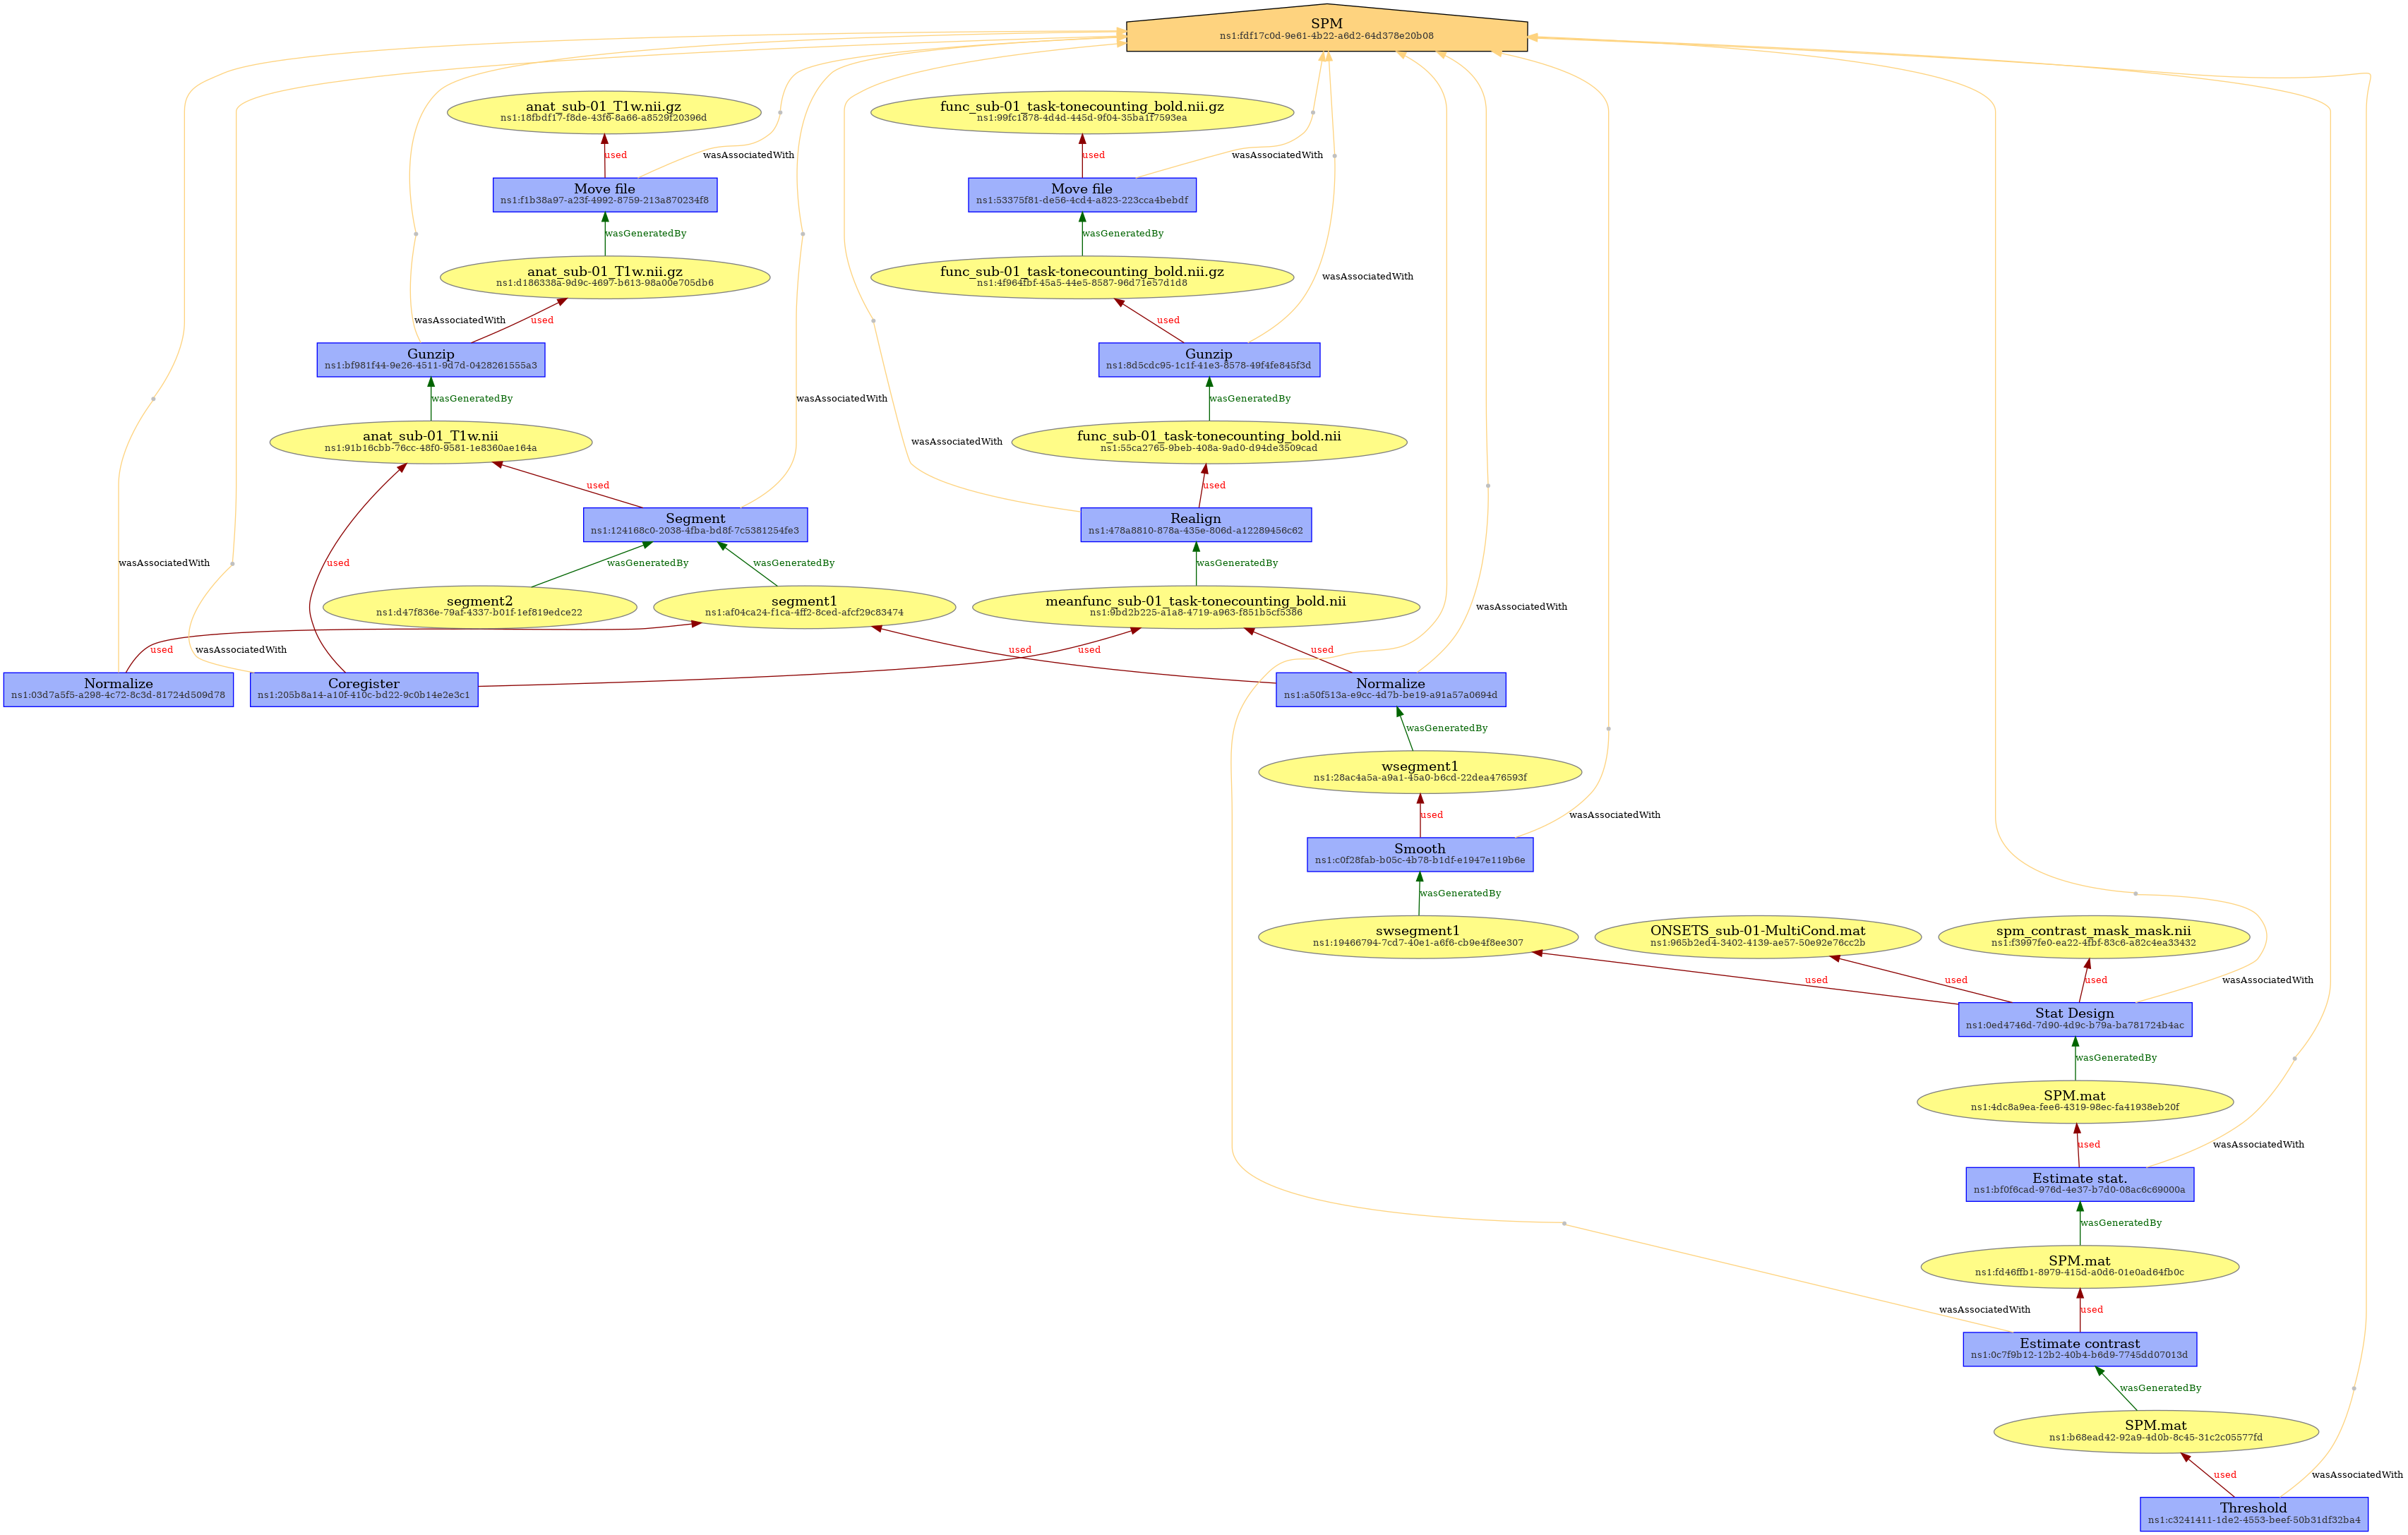 SPM
ns1:fdf17c0d-9e61-4b22-a6d2-64d378e20b08
anat_sub-01_T1w.nii.gz
ns1:18fbdf17-f8de-43f6-8a66-a8529f20396d
func_sub-01_task-tonecounting_bold.nii.gz
ns1:99fc1878-4d4d-445d-9f04-35ba1f7593ea
used
wasAssociatedWith
used
wasAssociatedWith
Move file
ns1:f1b38a97-a23f-4992-8759-213a870234f8
Move file
ns1:53375f81-de56-4cd4-a823-223cca4bebdf
wasGeneratedBy
wasGeneratedBy
anat_sub-01_T1w.nii.gz
ns1:d186338a-9d9c-4697-b613-98a00e705db6
func_sub-01_task-tonecounting_bold.nii.gz
ns1:4f964fbf-45a5-44e5-8587-96d71e57d1d8
wasAssociatedWith
wasAssociatedWith
used
used
Gunzip
ns1:bf981f44-9e26-4511-9d7d-0428261555a3
Gunzip
ns1:8d5cdc95-1c1f-41e3-8578-49f4fe845f3d
wasGeneratedBy
wasAssociatedWith
wasGeneratedBy
anat_sub-01_T1w.nii
ns1:91b16cbb-76cc-48f0-9581-1e8360ae164a
wasAssociatedWith
func_sub-01_task-tonecounting_bold.nii
ns1:55ca2765-9beb-408a-9ad0-d94de3509cad
used
used
Segment
ns1:124168c0-2038-4fba-bd8f-7c5381254fe3
Realign
ns1:478a8810-878a-435e-806d-a12289456c62
wasAssociatedWith
used
wasGeneratedBy
wasGeneratedBy
wasGeneratedBy
segment2
ns1:d47f836e-79af-4337-b01f-1ef819edce22
segment1
ns1:af04ca24-f1ca-4ff2-8ced-afcf29c83474
meanfunc_sub-01_task-tonecounting_bold.nii
ns1:9bd2b225-a1a8-4719-a963-f851b5cf5386
wasAssociatedWith
used
wasAssociatedWith
used
used
used
Normalize
ns1:03d7a5f5-a298-4c72-8c3d-81724d509d78
Coregister
ns1:205b8a14-a10f-410c-bd22-9c0b14e2e3c1
Normalize
ns1:a50f513a-e9cc-4d7b-be19-a91a57a0694d
wasGeneratedBy
wsegment1
ns1:28ac4a5a-a9a1-45a0-b6cd-22dea476593f
used
wasAssociatedWith
Smooth
ns1:c0f28fab-b05c-4b78-b1df-e1947e119b6e
wasGeneratedBy
swsegment1
ns1:19466794-7cd7-40e1-a6f6-cb9e4f8ee307
ONSETS_sub-01-MultiCond.mat
ns1:965b2ed4-3402-4139-ae57-50e92e76cc2b
spm_contrast_mask_mask.nii
ns1:f3997fe0-ea22-4fbf-83c6-a82c4ea33432
used
used
used
wasAssociatedWith
Stat Design
ns1:0ed4746d-7d90-4d9c-b79a-ba781724b4ac
wasGeneratedBy
SPM.mat
ns1:4dc8a9ea-fee6-4319-98ec-fa41938eb20f
used
wasAssociatedWith
Estimate stat.
ns1:bf0f6cad-976d-4e37-b7d0-08ac6c69000a
wasGeneratedBy
SPM.mat
ns1:fd46ffb1-8979-415d-a0d6-01e0ad64fb0c
wasAssociatedWith
used
Estimate contrast
ns1:0c7f9b12-12b2-40b4-b6d9-7745dd07013d
wasGeneratedBy
SPM.mat
ns1:b68ead42-92a9-4d0b-8c45-31c2c05577fd
used
wasAssociatedWith
Threshold
ns1:c3241411-1de2-4553-beef-50b31df32ba4